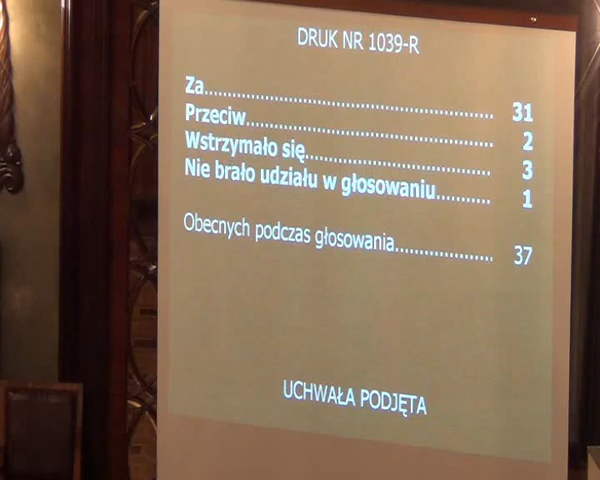 DRUK NR 1039-R
Za............................................................ 31
Przeciw.................................................... 2
Wstrzymało się....................................... 3
Nie brało udziału w głosowaniu........... 1
Obecnych podczas głosowania.................... 37
UCHWAŁA PODJĘTA